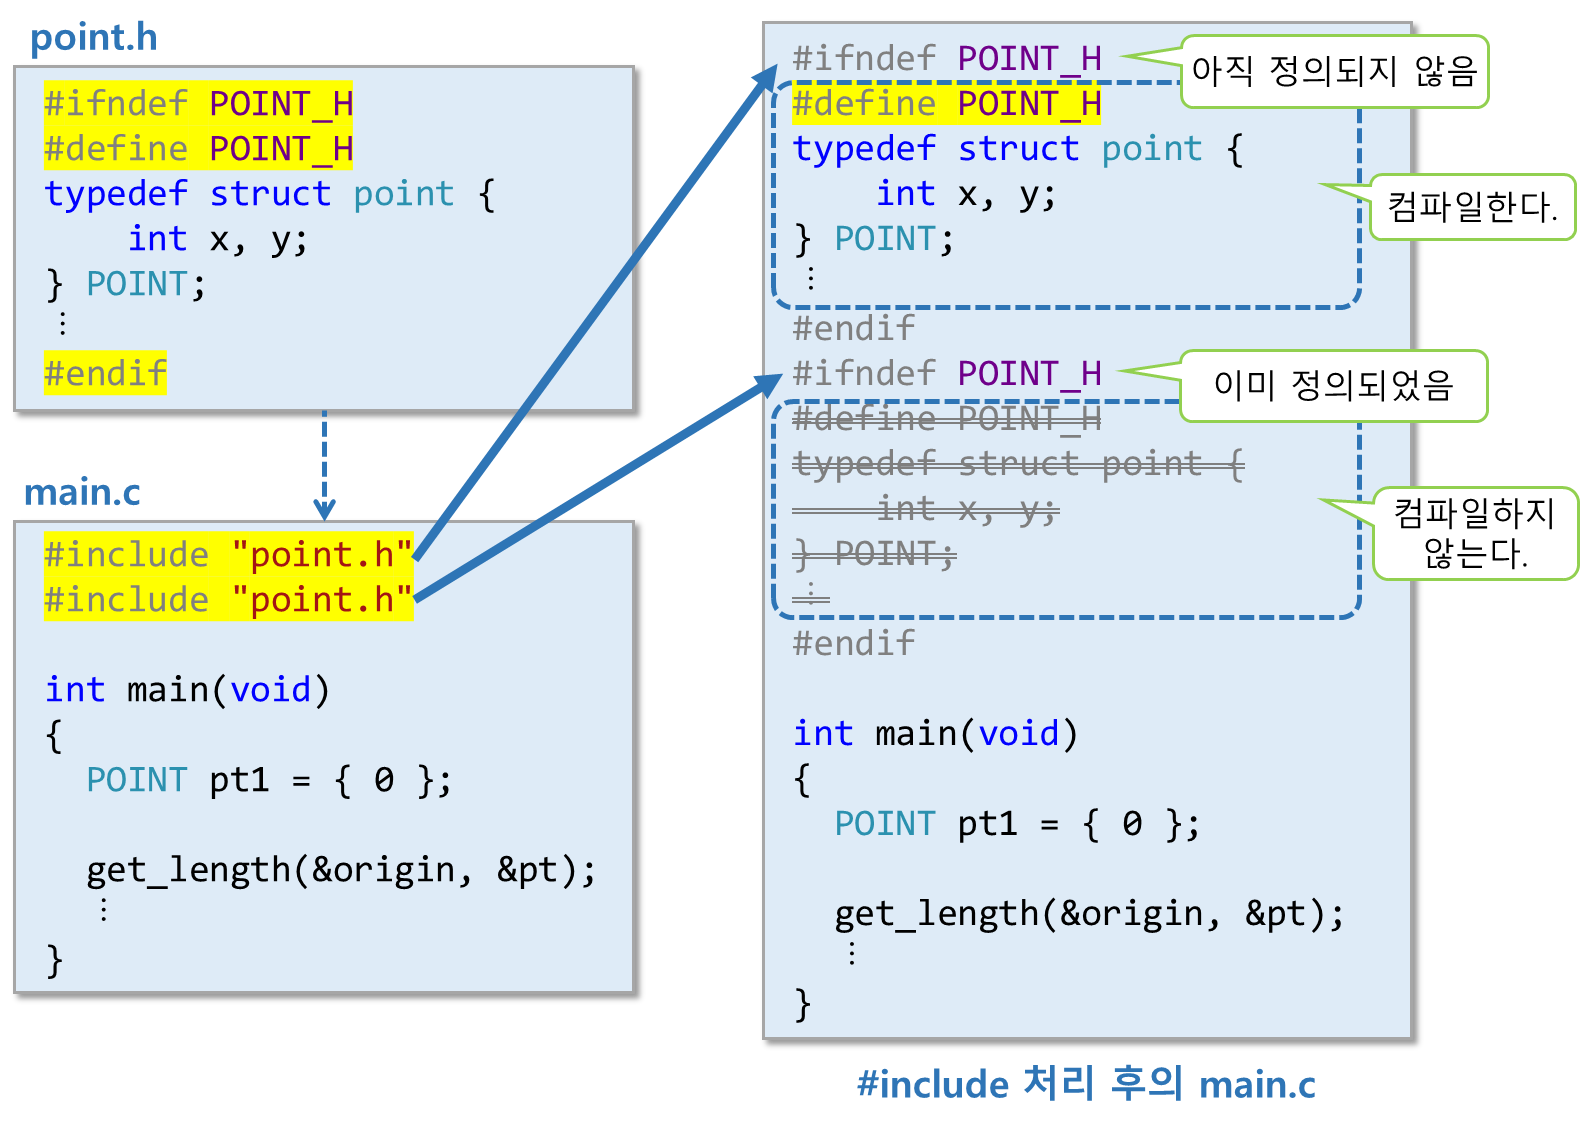 point.h
#ifndef POINT_H
#define POINT_H
typedef struct point {
    int x, y;
} POINT;
⋮
#endif
main.c
#include "point.h"
#include "point.h"
int main(void)
{
  POINT pt1 = { 0 };
  get_length(&origin, &pt);
  ⋮
}
#ifndef POINT_H
아직 정의되지 않음
#define POINT_H
typedef struct point {
    int x, y;
컴파일한다.
} POINT;
⋮
#endif
#ifndef POINT_H
이미 정의되었음
#define POINT_H
typedef struct point {
    int x, y;
컴파일하지
않는다.
} POINT;
⋮
#endif
int main(void)
{
  POINT pt1 = { 0 };
  get_length(&origin, &pt);
  ⋮
}
#include 처리 후의 main.c